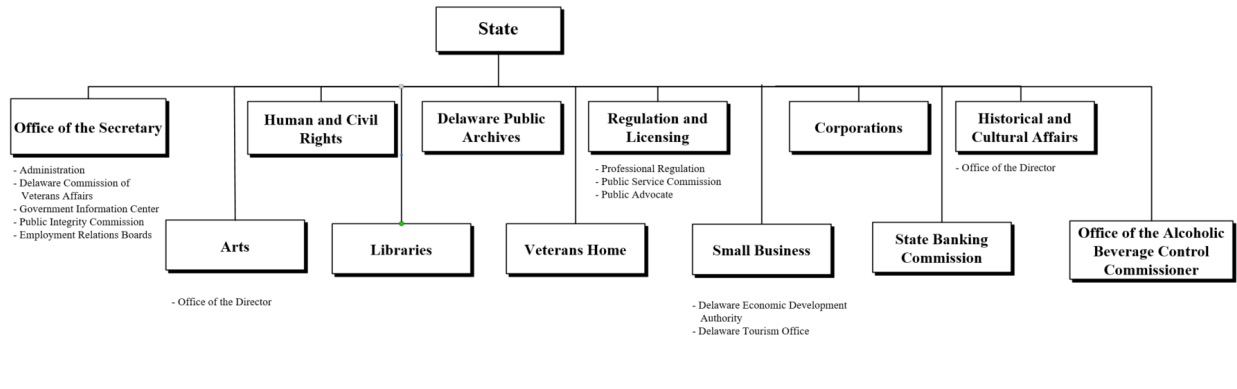 State
Office of the Secretary
- Administration
- Delaware Commission of
Veterans Affairs
- Government Information Center
- Public Integrity Commission
- Employment Relations Boards
Human and Civil
Rights
Delaware Public
Archives
Regulation and
Licensing
- Professional Regulation
- Public Service Commission
- Public Advocate
Corporations
Historical and
Cultural Affairs
- Office of the Director
Arts
- Office of the Director
Libraries
Veterans Home
Small Business
- Delaware Economic Development
Authority
- Delaware Tourism Office
State Banking
Commission
Office of the Alcoholic
Beverage Control
Commissioner